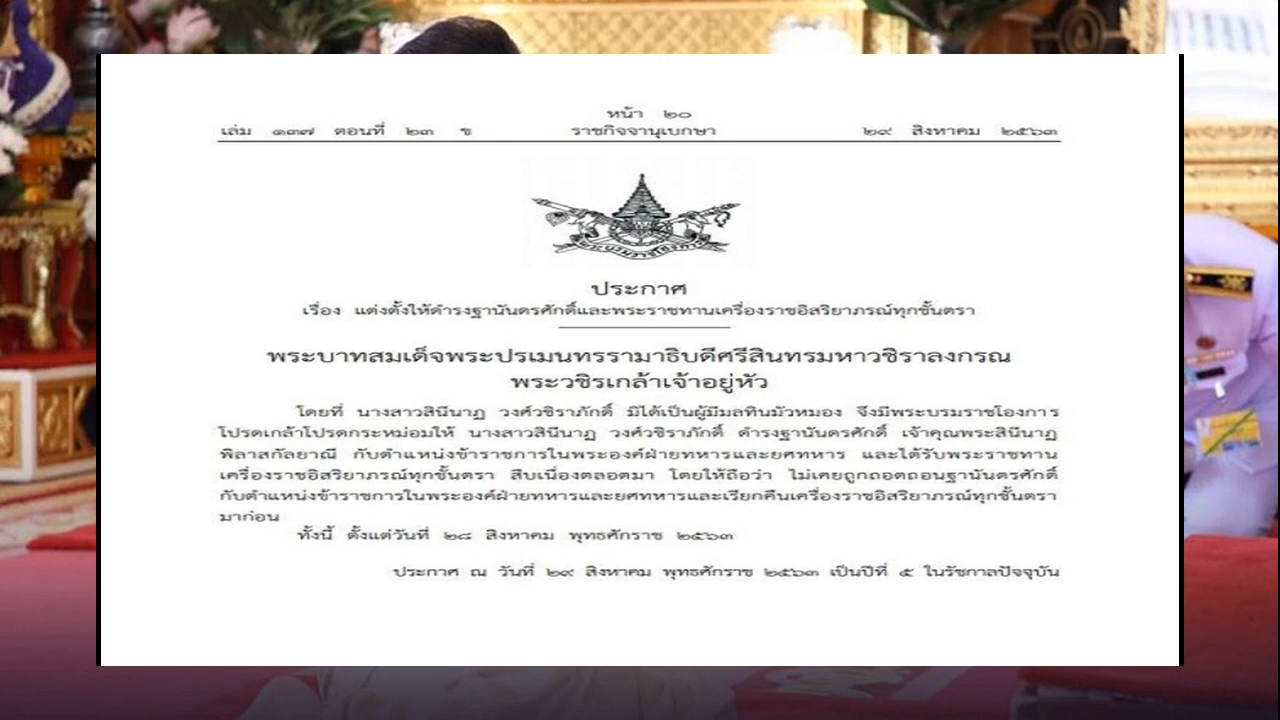 หน้า ๒๐
เล่ม ๑๓๗ ตอนที่ ๒๓ ข ราชกิจจานุเบกษา ๒๙ สิงหาคม ๒๕๖๓
พระบรมราชโองการ
ประกาศ
เรื่อง แต่งตั้งให้ดำรงฐานันดรศักดิ์และพระราชทานเครื่องราชอิสริยาภรณ์ทุกชั้นตรา
พระบาทสมเด็จพระปรเมนทรรามาธิบดีศรีสินทรมหาวชิราลงกรณ
พระวชิรเกล้าเจ้าอยู่หัว
โดยที่ นางสาวสินีนาฏ วงศ์วชิราภักดิ์ มิได้เป็นผู้มีมลทินมัวหมอง จึงมีพระบรมราชโองการ
โปรดเกล้าโปรดกระหม่อมให้ นางสาวสินีนาฏ วงศ์วชิราภักดิ์ ดำรงฐานันดรศักดิ์ เจ้าคุณพระสินีนาฏ
พิลาสกัลยาณี กับตำแหน่งข้าราชการในพระองค์ฝ่ายทหารและยศทหาร และได้รับพระราชทาน
เครื่องราชอิสริยาภรณ์ทุกชั้นตรา สืบเนื่องตลอดมา โดยให้ถือว่า ไม่เคยถูกถอดถอนฐานันดรศักดิ์
กับตำแหน่งข้าราชการในพระองค์ฝ่ายทหารและยศทหารและเรียกคืนเครื่องราชอิสริยาภรณ์ทุกชั้นตรา
มาก่อน
ทั้งนี้ ตั้งแต่วันที่ ๒๘ สิงหาคม พุทธศักราช ๒๕๖๓
ประกาศ ณ วันที่ ๒๙ สิงหาคม พุทธศักราช ๒๕๖๓ เป็นปีที่ ๕ ในรัชกาลปัจจุบัน